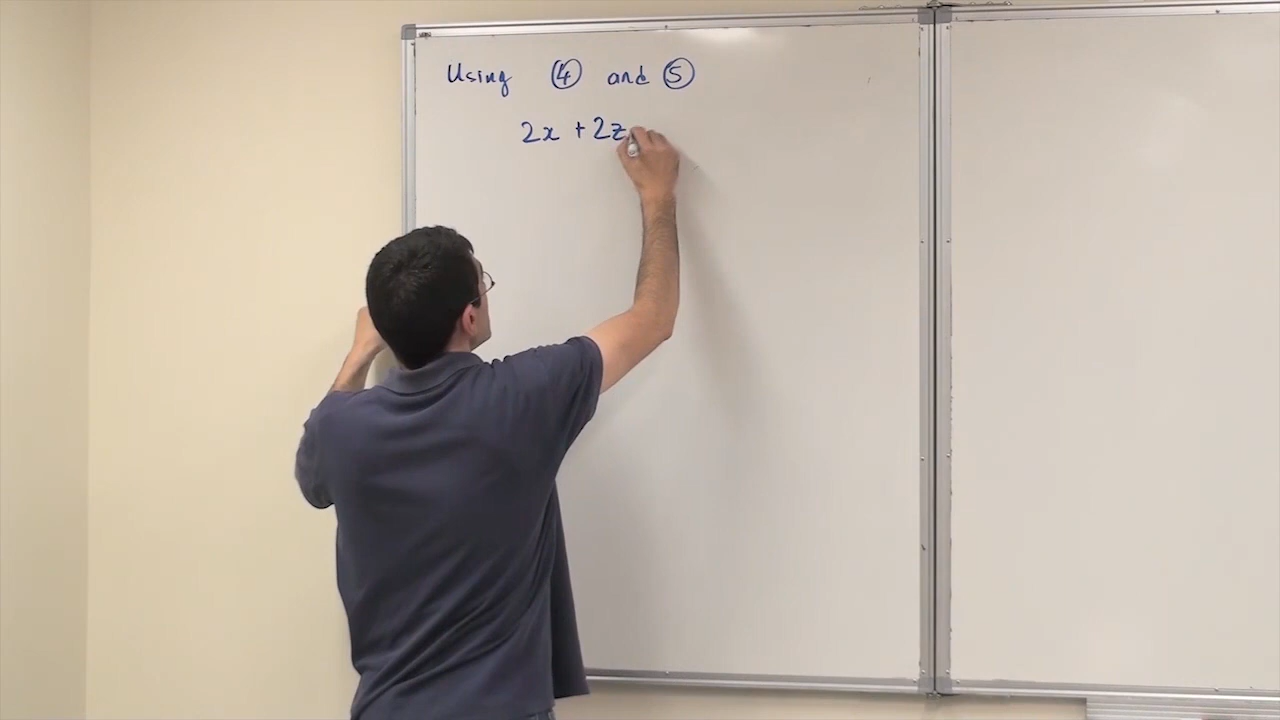 Using ④ and ⑤
2x + 2z